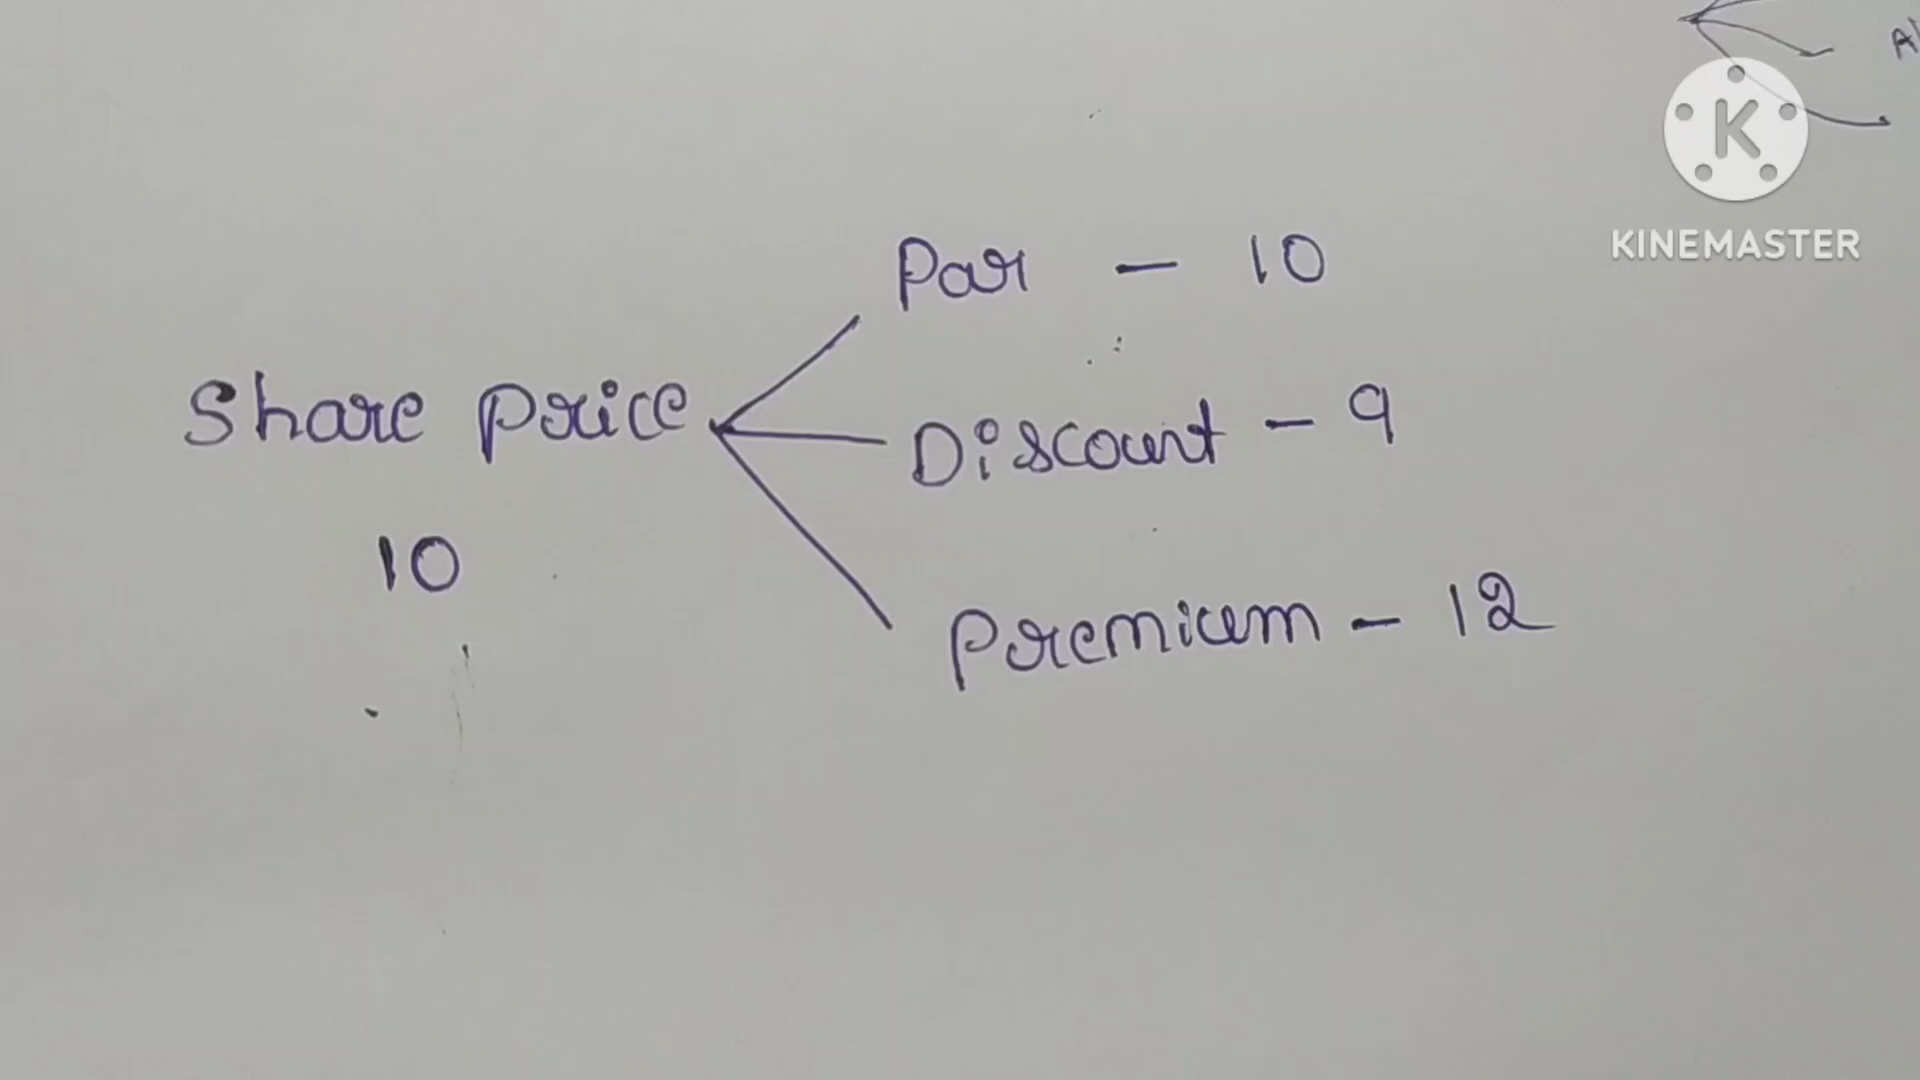 Par - 10
Share price
Discount - 9
10
Premium - 12
K
KINEMASTER